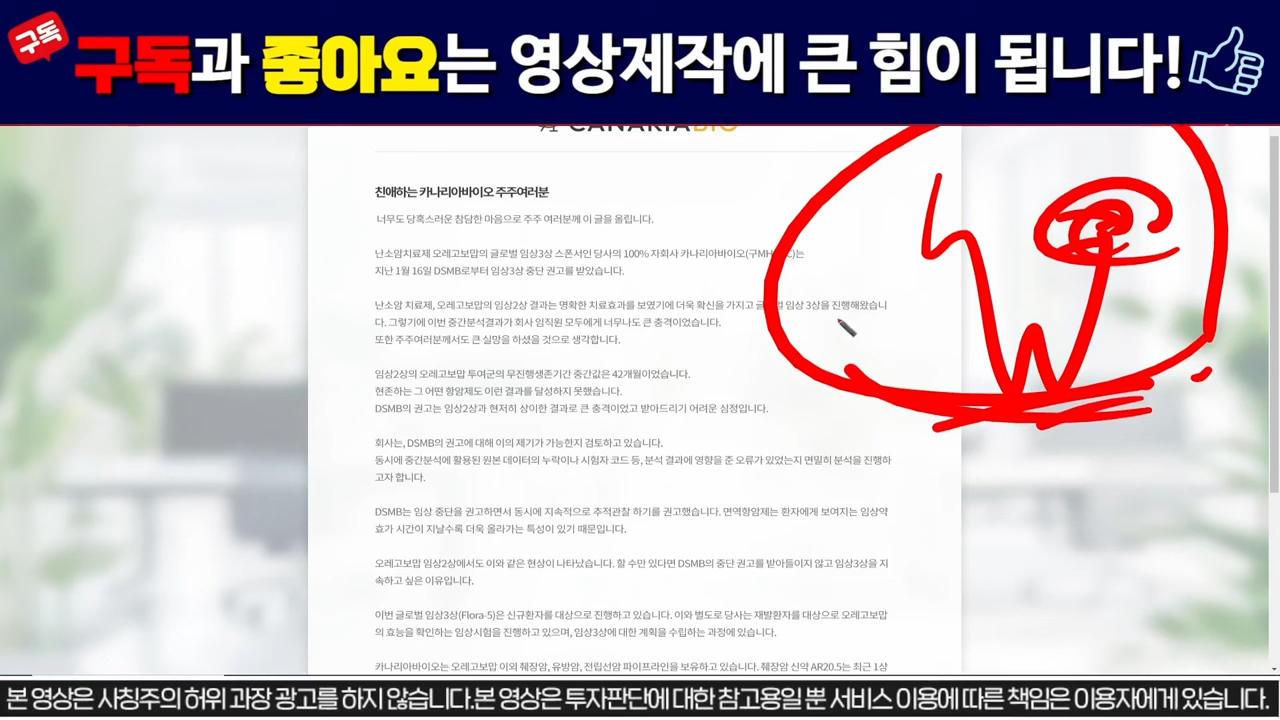 구독
구독과 좋아요는 영상제작에 큰 힘이 됩니다!
CANARIABIO
친애하는 카나리아바이오 주주여러분
너무도 당혹스러운 참담한 마음으로 주주 여러분께 이 글을 올립니다.
난소암치료제 오레고보맙의 글로벌 임상3상 스폰서인 당사의 100% 자회사 카나리아바이오(구MH C)는
지난 1월 16일 DSMB로부터 임상3상 중단 권고를 받았습니다.
난소암 치료제, 오레고보맙의 임상2상 결과는 명확한 치료효과를 보였기에 더욱 확신을 가지고 글로벌 임상 3상을 진행해왔습니
다. 그렇기에 이번 중간분석결과가 회사 임직원 모두에게 너무나도 큰 충격이었습니다.
또한 주주여러분께서도 큰 실망을 하셨을 것으로 생각합니다.
임상2상의 오레고보맙 투여군의 무진행생존기간 중간값은 42개월이었습니다.
현존하는 그 어떤 항암제도 이런 결과를 달성하지 못했습니다.
DSMB의 권고는 임상2상과 현저히 상이한 결과로 큰 충격이었고 받아드리기 어려운 심정입니다.
회사는, DSMB의 권고에 대해 이의 제기가 가능한지 검토하고 있습니다.
동시에 중간분석에 활용된 원본 데이터의 누락이나 시험자 코드 등, 분석 결과에 영향을 준 오류가 있었는지 면밀히 분석을 진행하
고자 합니다.
DSMB는 임상 중단을 권고하면서 동시에 지속적으로 추적관찰 하기를 권고했습니다. 면역항암제는 환자에게 보여지는 임상약
효가 시간이 지날수록 더욱 올라가는 특성이 있기 때문입니다.
오레고보맙 임상2상에서도 이와 같은 현상이 나타났습니다. 할 수만 있다면 DSMB의 중단 권고를 받아들이지 않고 임상3상을 지
속하고 싶은 이유입니다.
이번 글로벌 임상3상(Flora-5)은 신규환자를 대상으로 진행하고 있습니다. 이와 별도로 당사는 재발환자를 대상으로 오레고보맙
의 효능을 확인하는 임상시험을 진행하고 있으며, 임상3상에 대한 계획을 수립하는 과정에 있습니다.
카나리아바이오는 오레고보맙 이외 췌장암, 유방암, 전립선암 파이프라인을 보유하고 있습니다. 췌장암 신약 AR20.5는 최근 1상
본 영상은 사칭주의 허위 과장 광고를 하지 않습니다.본 영상은 투자판단에 대한 참고용일 뿐 서비스 이용에 따른 책임은 이용자에게 있습니다.